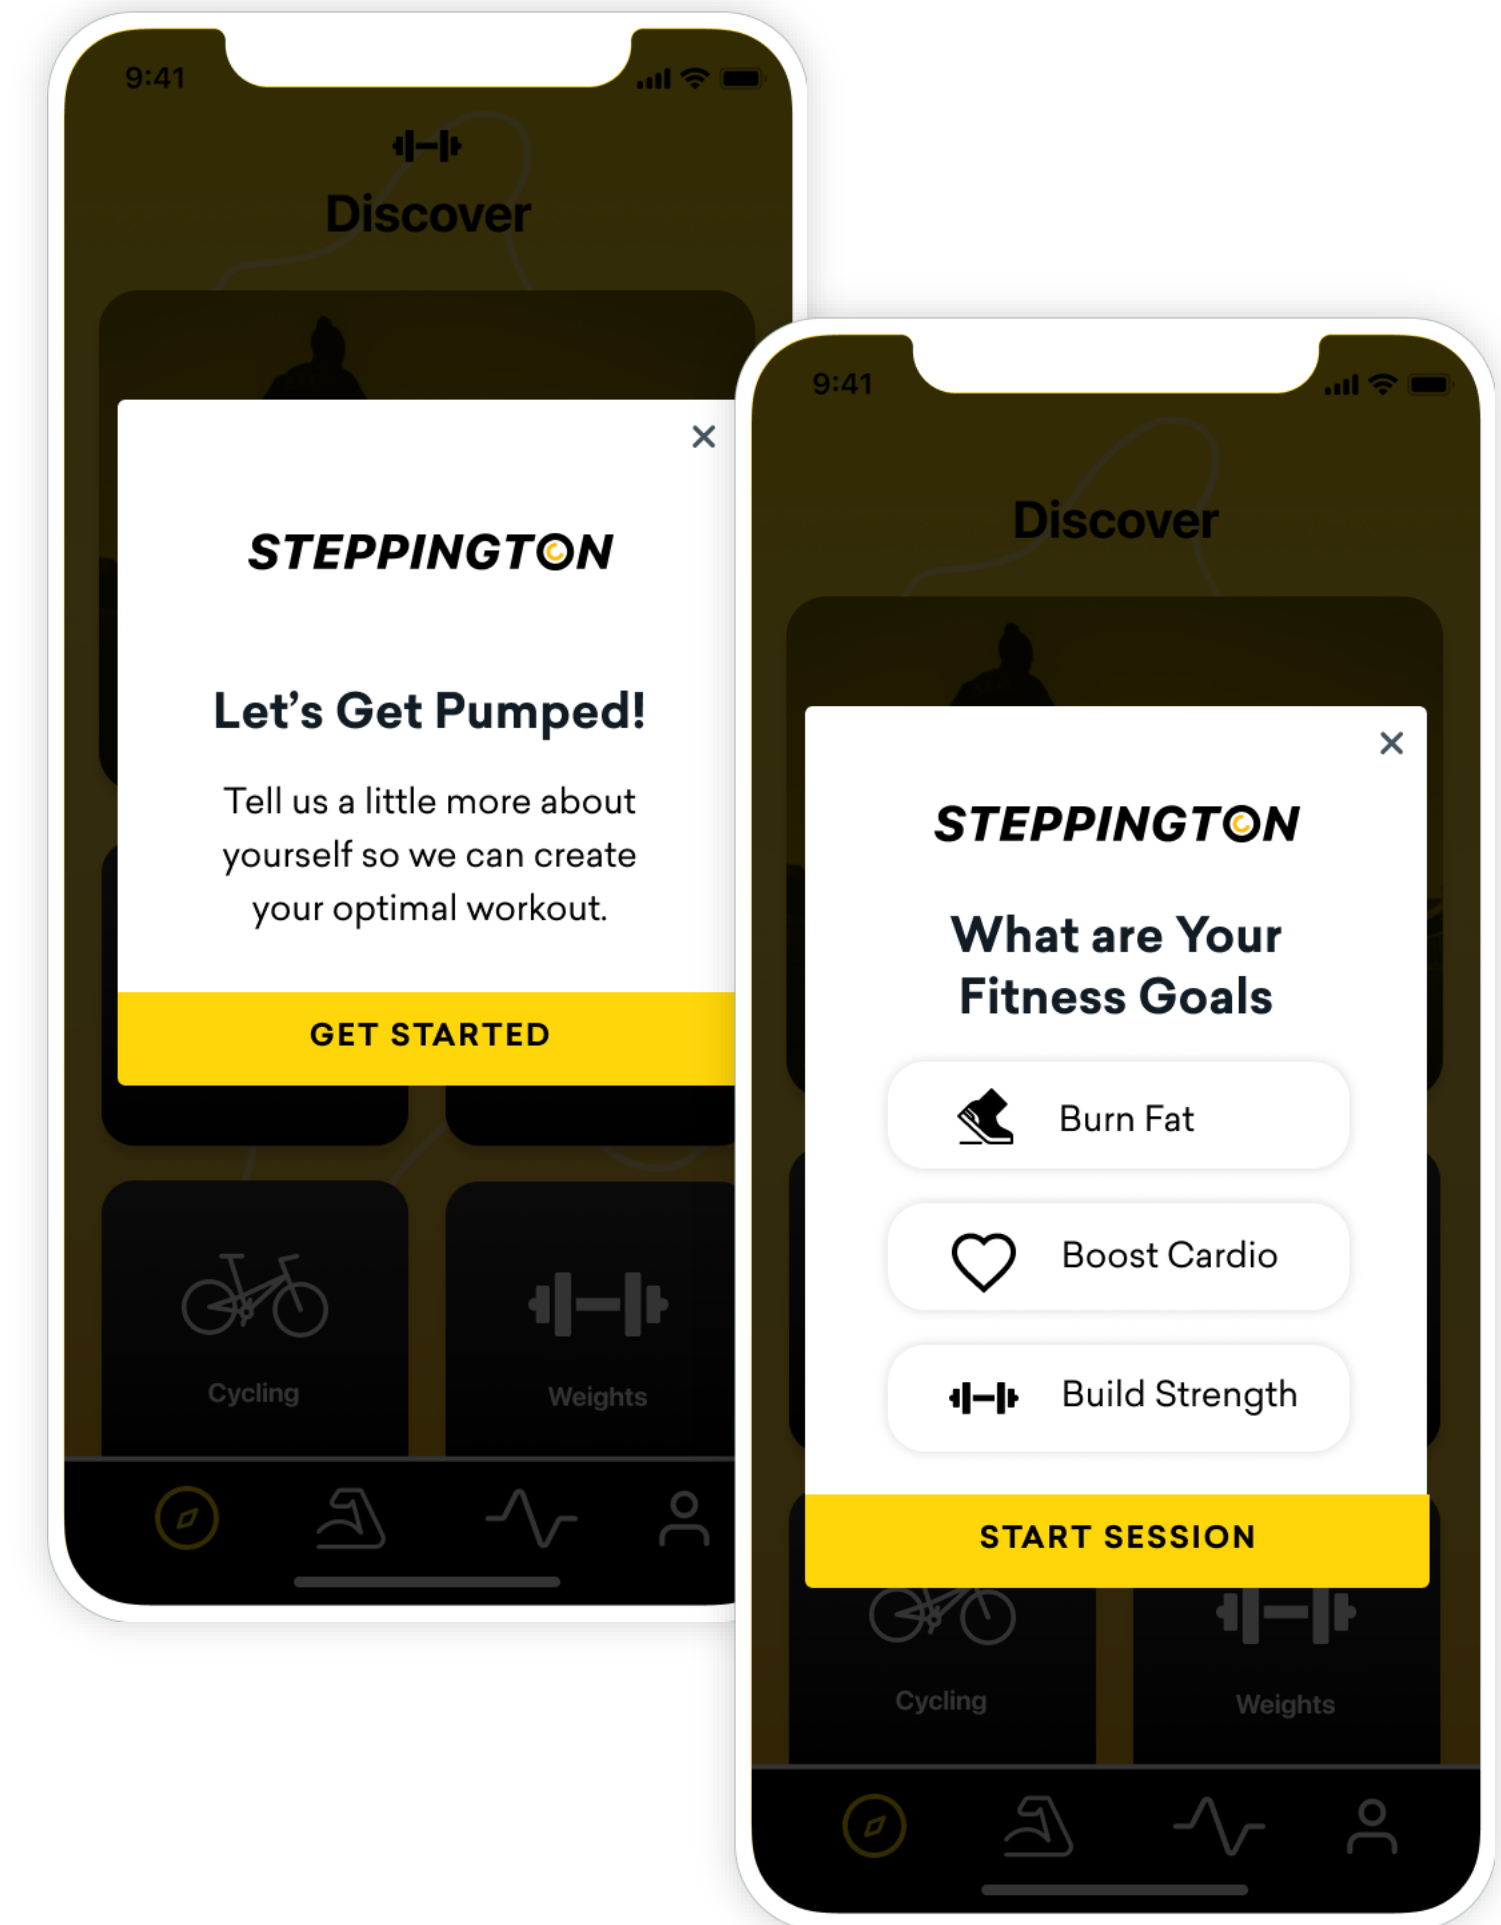 9:41
Discover
STEPPINGTON
Let's Get Pumped!
Tell us a little more about
yourself so we can create
your optimal workout.
GET STARTED
Cycling
Weights
9:41
Discover
STEPPINGTON
What are Your
Fitness Goals
Burn Fat
Boost Cardio
Build Strength
START SESSION
Cycling
Weights